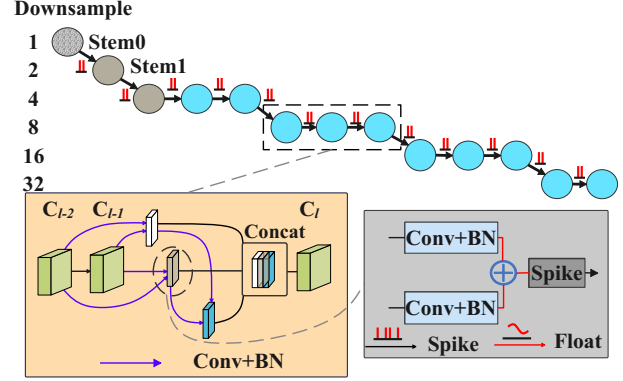 Downsample
1
Stem0
2
Stem1
4
8
16
32
C_{l-2} C_{l-1} C_l
Concat
Conv+BN
Conv+BN
Spike
Conv+BN
Spike Float